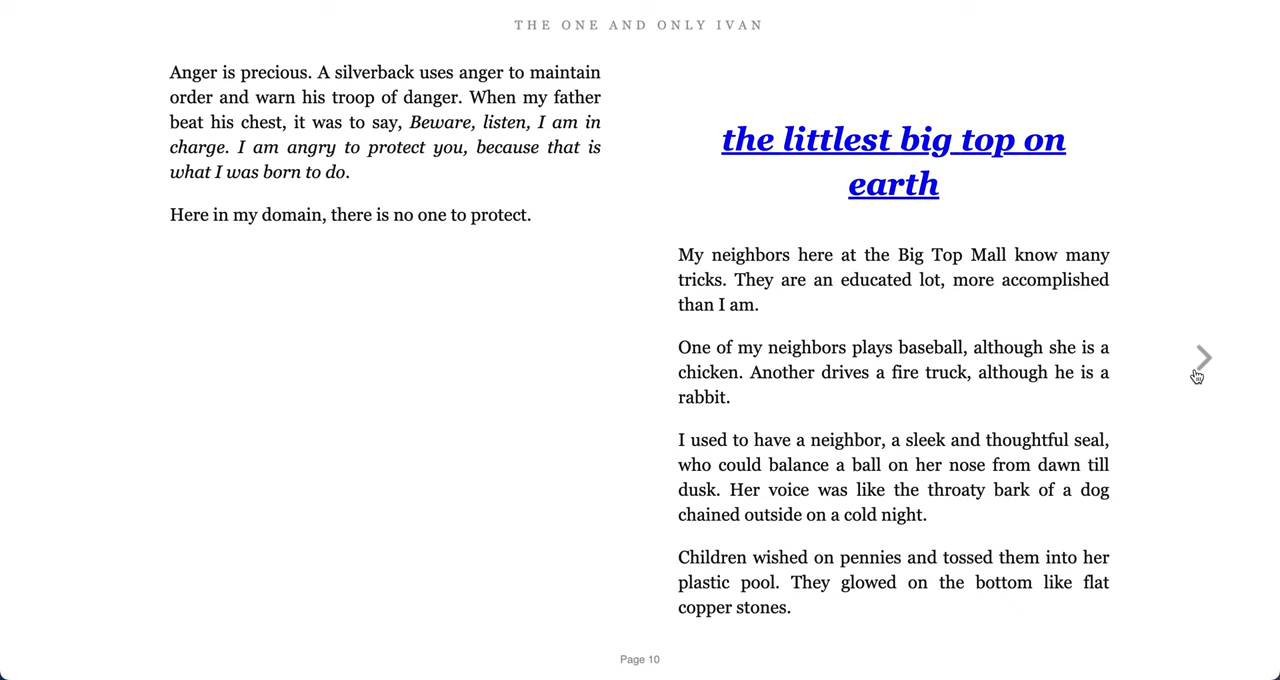 THE ONE AND ONLY IVAN
Anger is precious. A silverback uses anger to maintain
order and warn his troop of danger. When my father
beat his chest, it was to say, Beware, listen, I am in
charge. I am angry to protect you, because that is
what I was born to do.
Here in my domain, there is no one to protect.
the littlest big top on
earth
My neighbors here at the Big Top Mall know many
tricks. They are an educated lot, more accomplished
than I am.
One of my neighbors plays baseball, although she is a
chicken. Another drives a fire truck, although he is a
rabbit.
I used to have a neighbor, a sleek and thoughtful seal,
who could balance a ball on her nose from dawn till
dusk. Her voice was like the throaty bark of a dog
chained outside on a cold night.
Children wished on pennies and tossed them into her
plastic pool. They glowed on the bottom like flat
copper stones.
Page 10